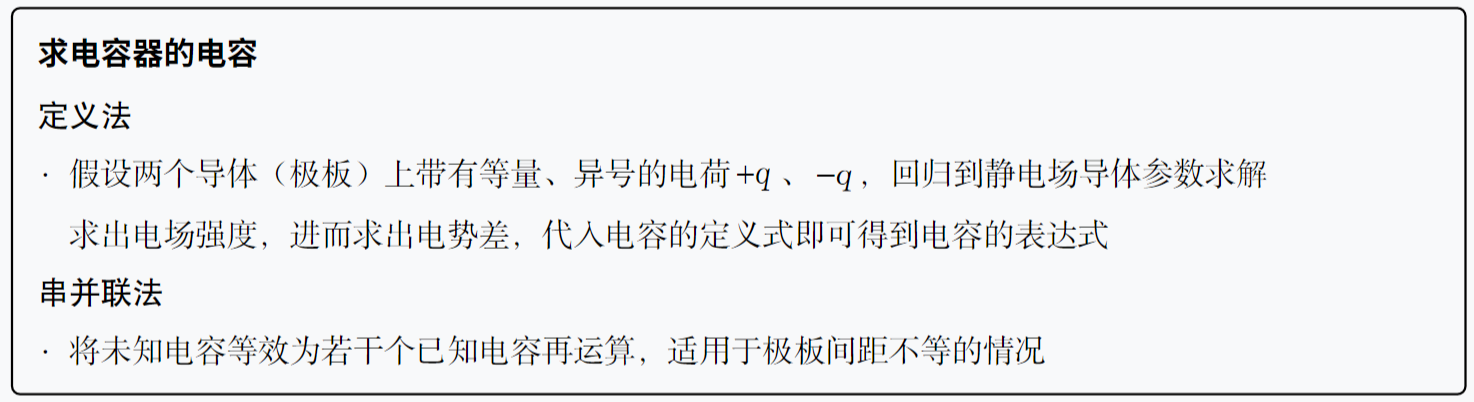 求电容器的电容
定义法
· 假设两个导体（极板）上带有等量、异号的电荷+q、−q，回归到静电场导体参数求解
求出电场强度，进而求出电势差，代入电容的定义式即可得到电容的表达式
串并联法
· 将未知电容等效为若干个已知电容再运算，适用于极板间距不等的情况